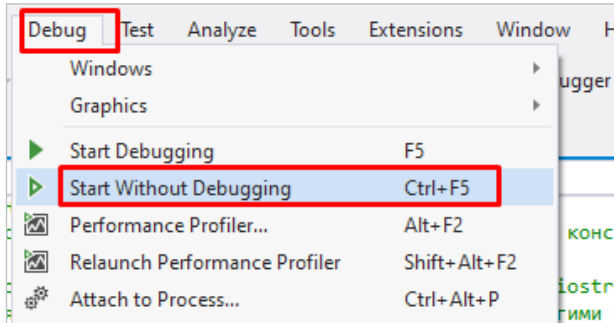 Debug Test Analyze Tools Extensions Window
Windows
ugger
Graphics
Start Debugging F5
Start Without Debugging Ctrl+F5
Performance Profiler... Alt+F2
конс
Relaunch Performance Profiler Shift+Alt+F2
iostr
Attach to Process... Ctrl+Alt+P
гими